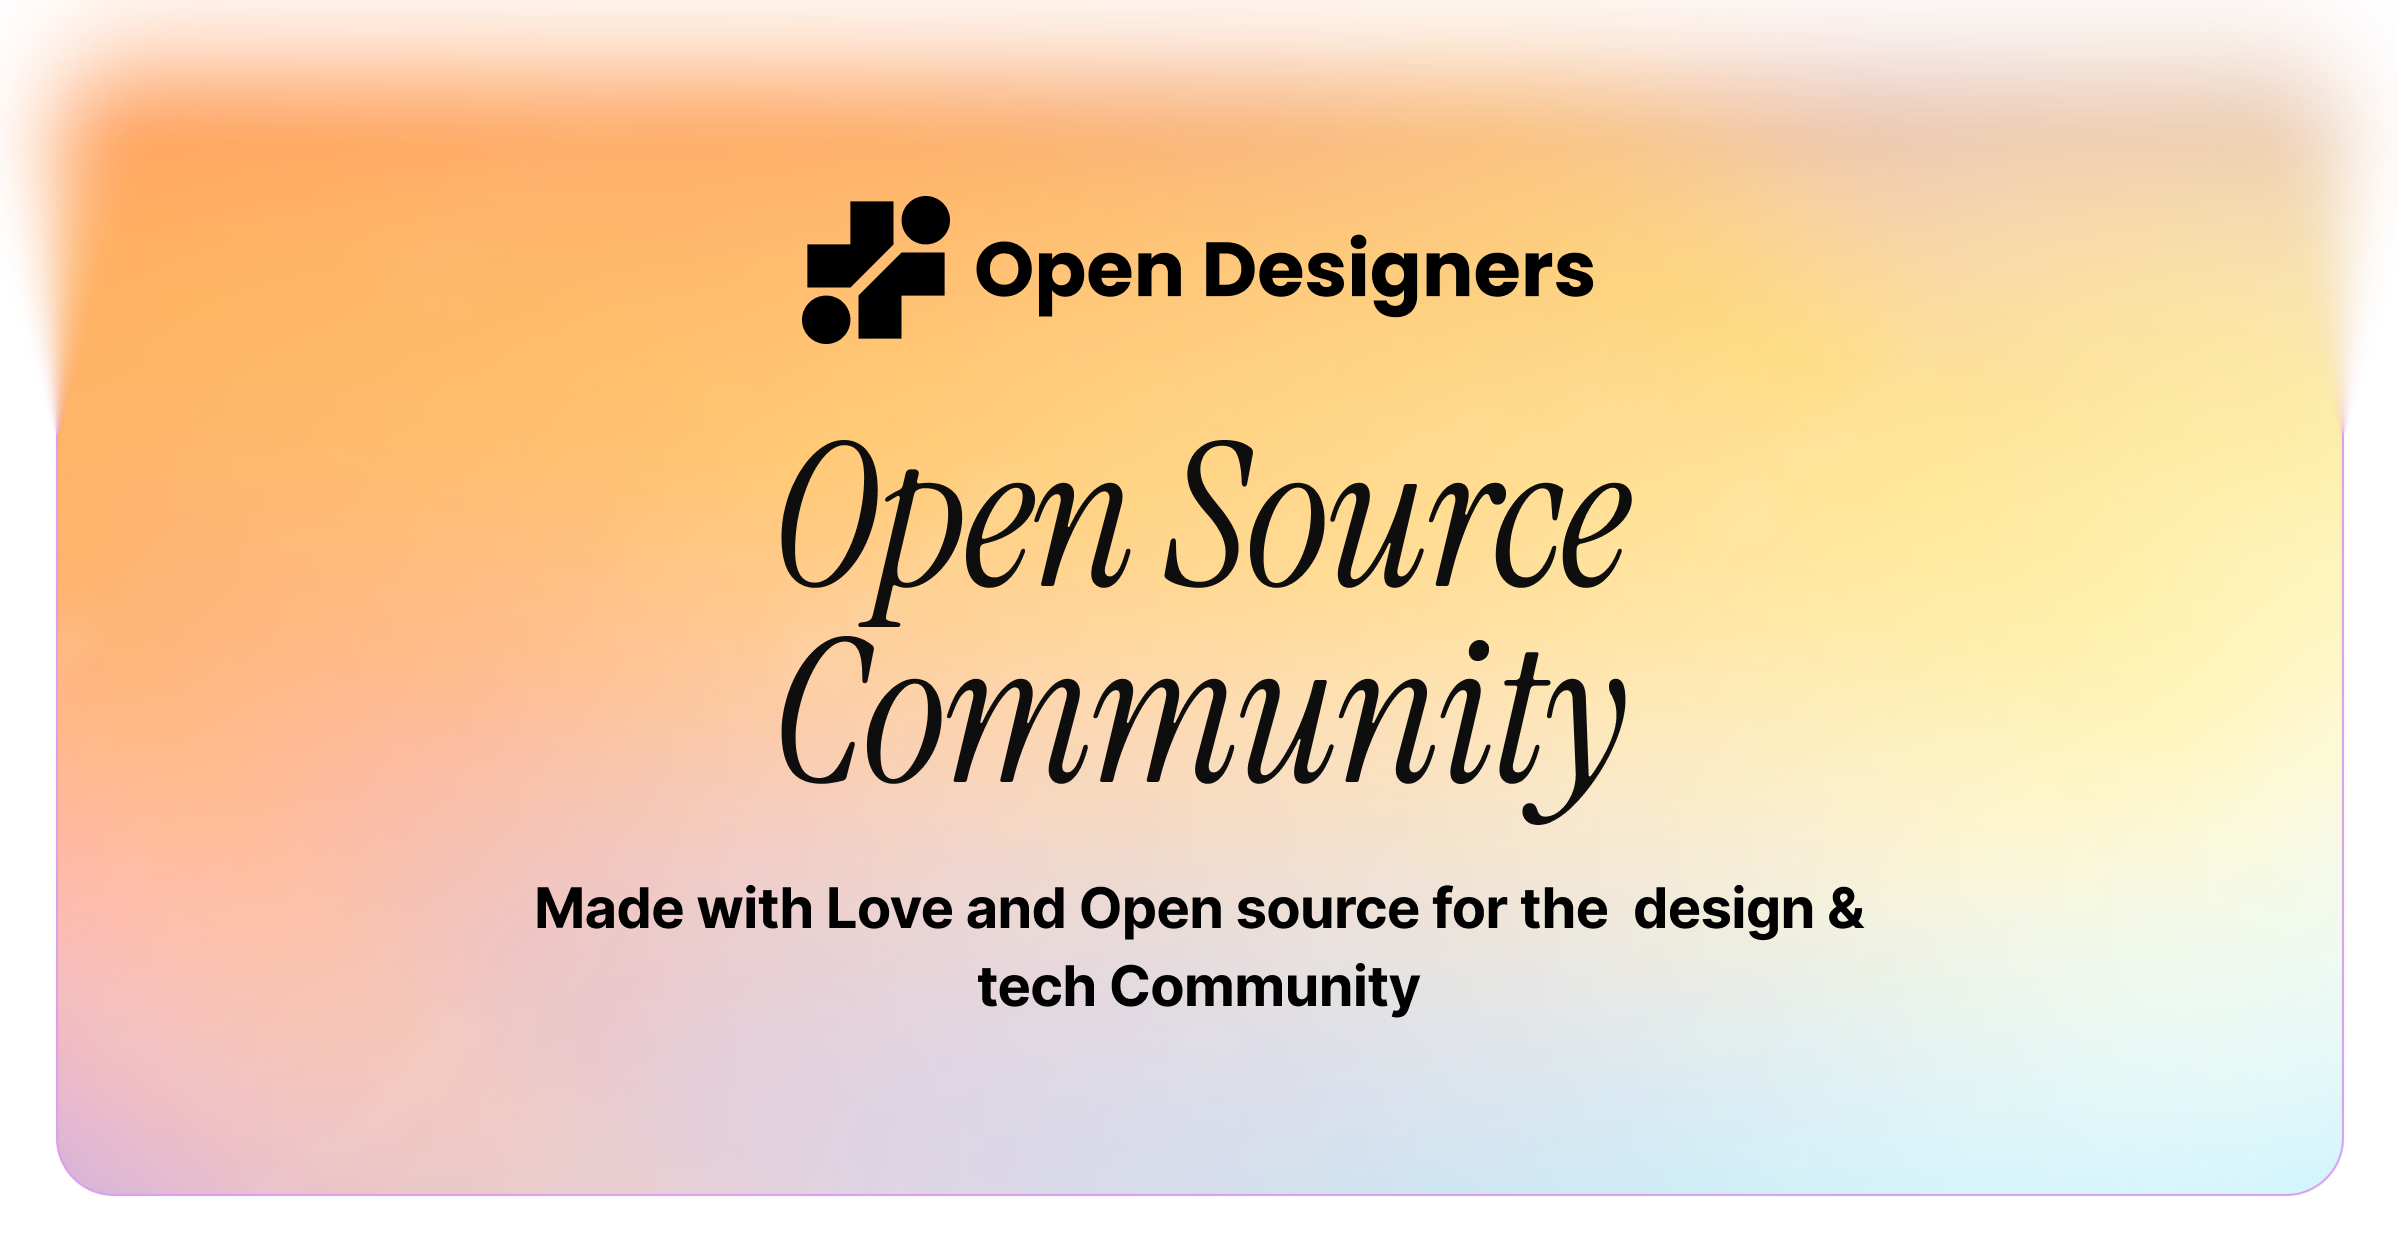 Open Designers
Open Source
Community
Made with Love and Open source for the  design &
tech Community